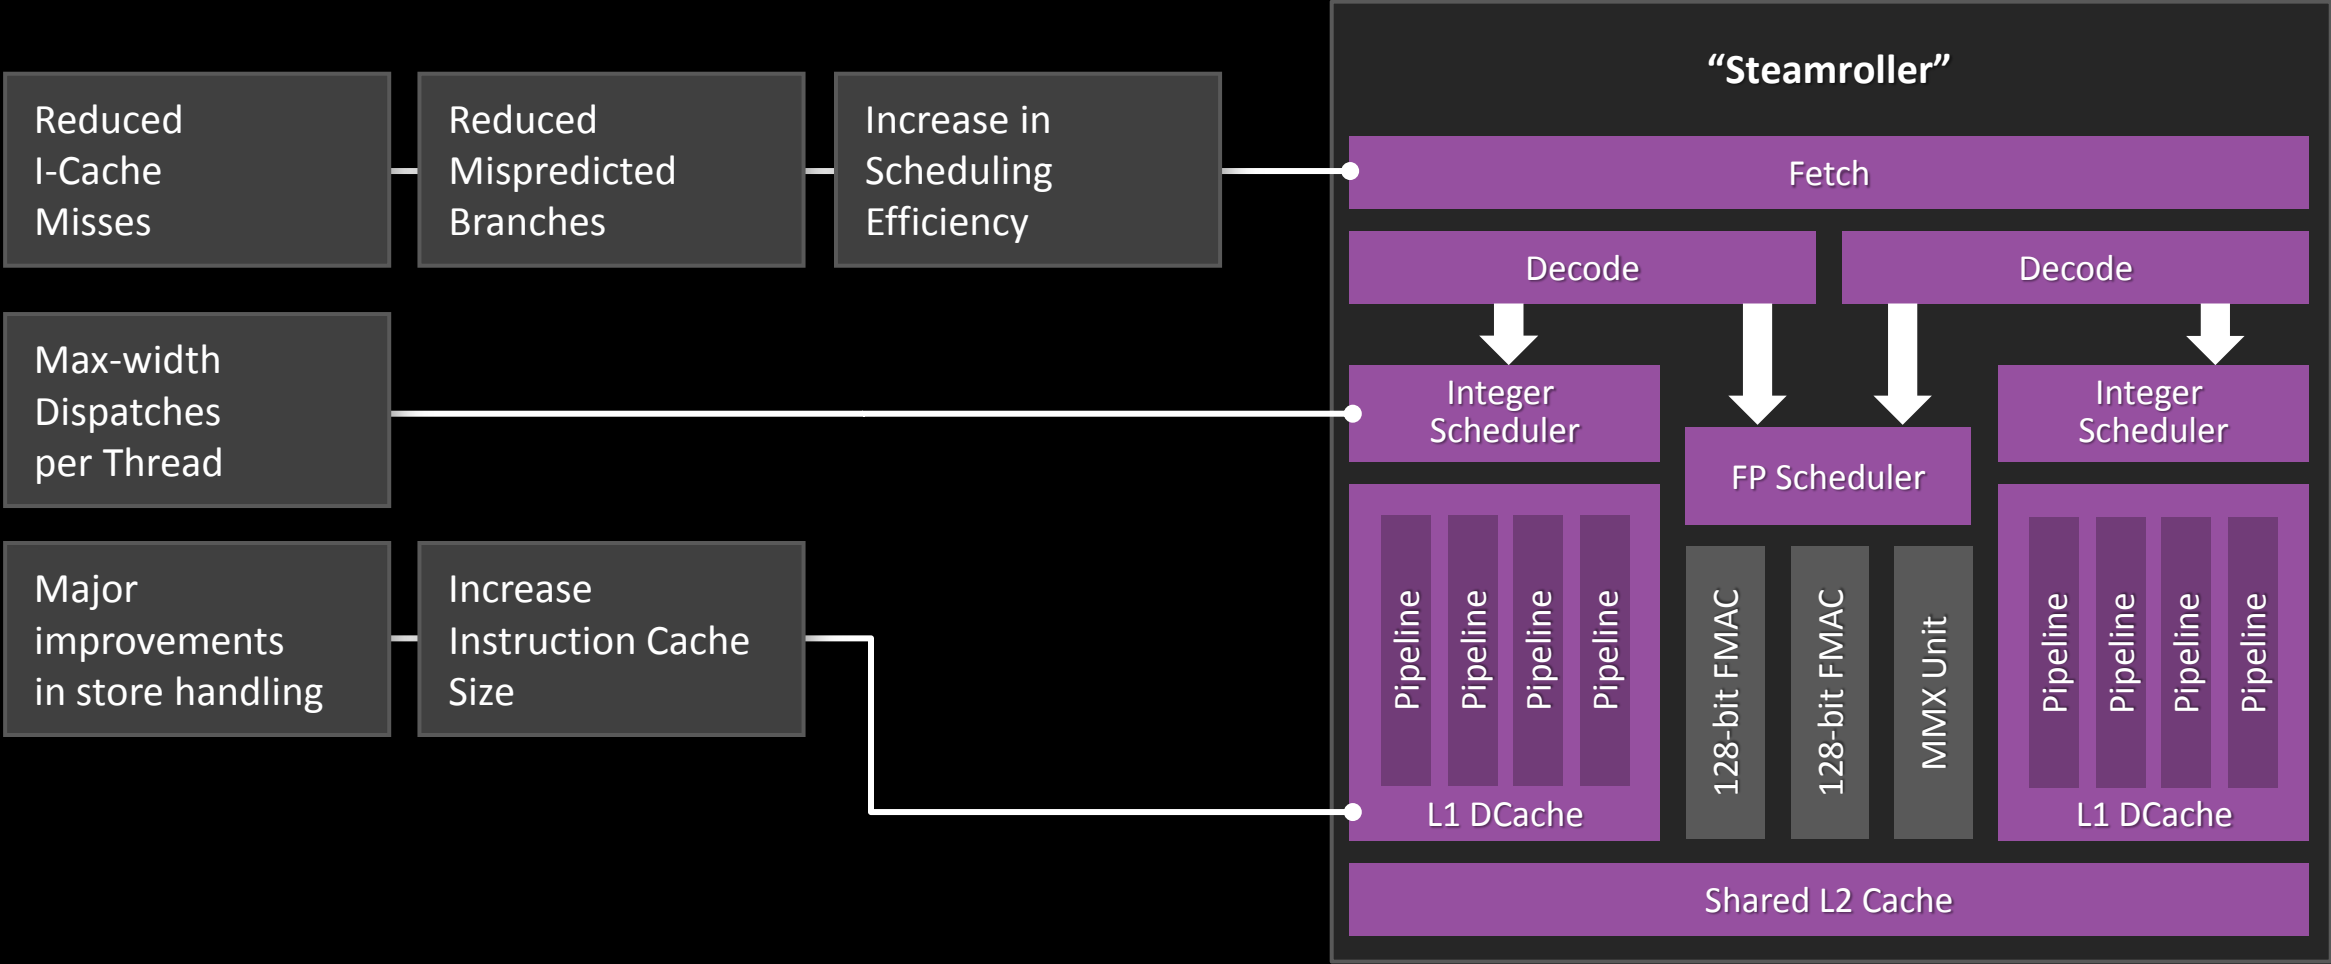 “Steamroller”
Reduced
I-Cache
Misses
Reduced
Mispredicted
Branches
Increase in
Scheduling
Efficiency
Fetch
Decode
Decode
Max-width
Dispatches
per Thread
Integer
Scheduler
Integer
Scheduler
FP Scheduler
Major
improvements
in store handling
Increase
Instruction Cache
Size
Pipeline
Pipeline
Pipeline
Pipeline
L1 DCache
128-bit FMAC
128-bit FMAC
MMX Unit
Pipeline
Pipeline
Pipeline
Pipeline
L1 DCache
Shared L2 Cache